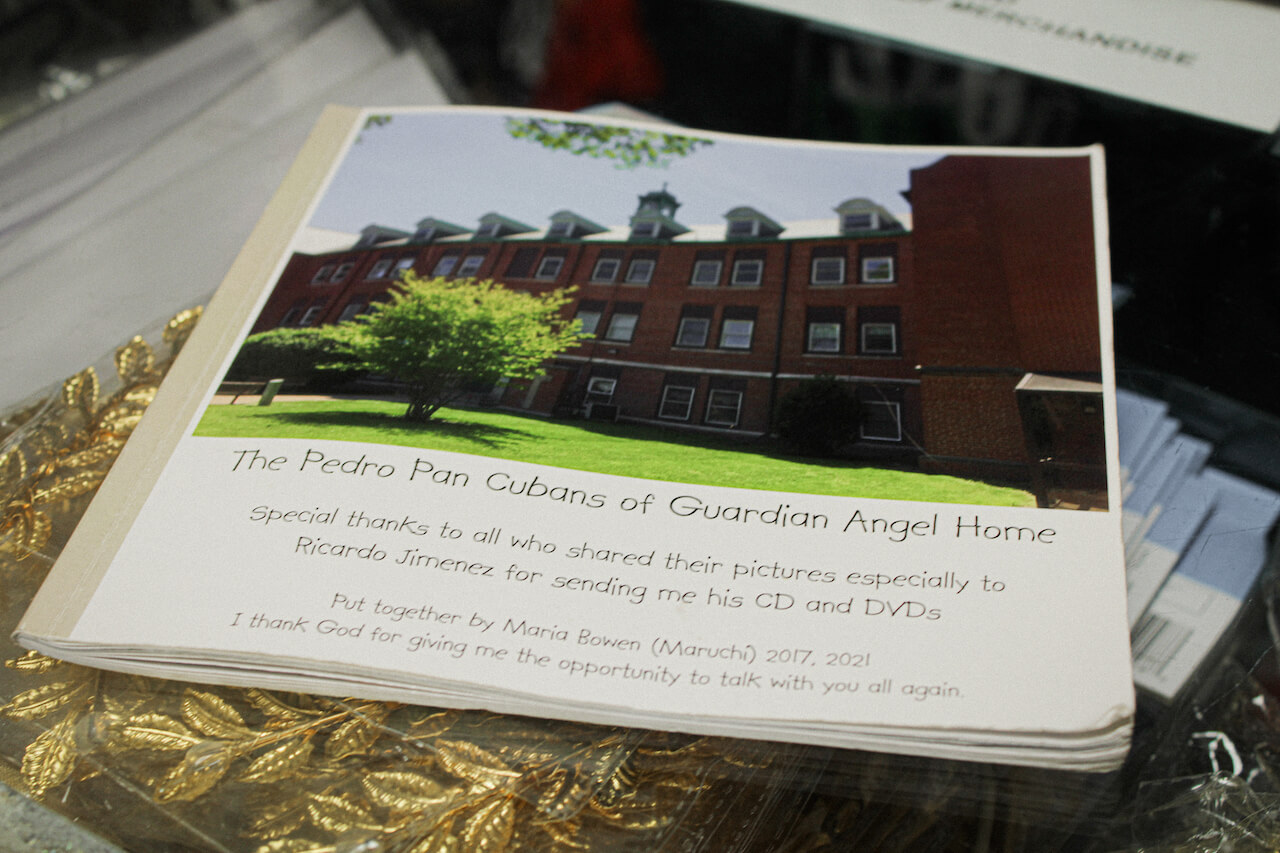 MERCHANDISE
The Pedro Pan Cubans of Guardian Angel Home
Special thanks to all who shared their pictures especially to
Ricardo Jimenez for sending me his CD and DVDs
Put together by Maria Bowen (Maruchi) 2017, 2021
I thank God for giving me the opportunity to talk with you all again.